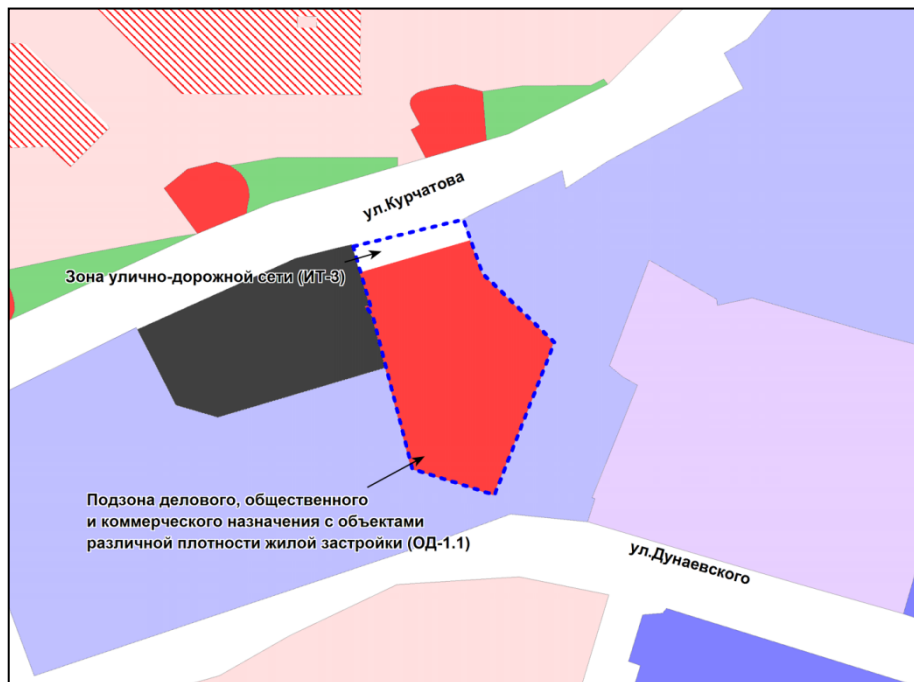 ул.Курчатова
Зона улично-дорожной сети (ИТ-3)
Подзона делового, общественного
и коммерческого назначения с объектами
различной плотности жилой застройки (ОД-1.1)
ул.Дунаевского